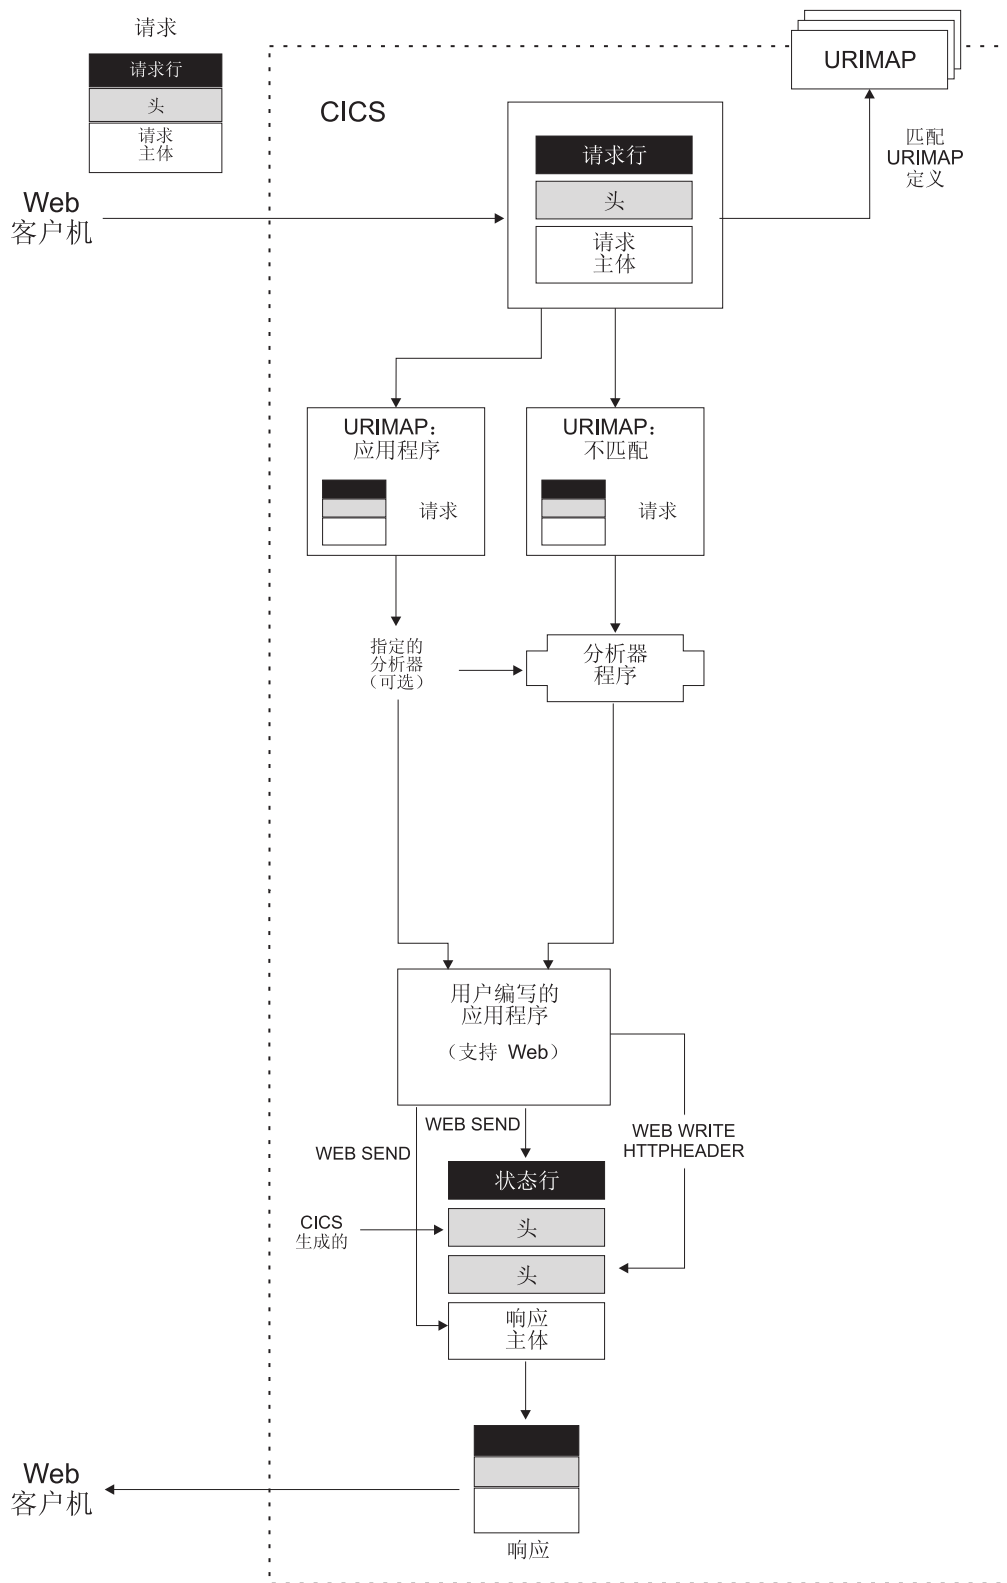 请求
请求行
头
请求
主体
URIMAP
CICS
匹配
URIMAP
定义
请求行
头
请求
主体
Web
客户机
URIMAP：
应用程序
请求
URIMAP：
不匹配
请求
指定的
分析器
（可选）
分析器
程序
用户编写的
应用程序
（支持 Web）
WEB SEND
WEB SEND
WEB WRITE
HTTPHEADER
状态行
CICS
生成的
头
头
响应
主体
Web
客户机
响应